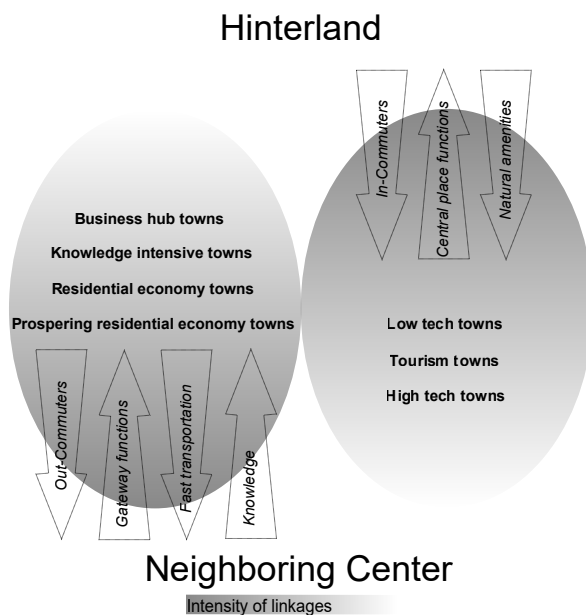 Hinterland
In-Commuters
Central place functions
Natural amenities
Business hub towns
Knowledge intensive towns
Residential economy towns
Prospering residential economy towns
Low tech towns
Tourism towns
High tech towns
Out-Commuters
Gateway functions
Fast transportation
Knowledge
Neighboring Center
Intensity of linkages